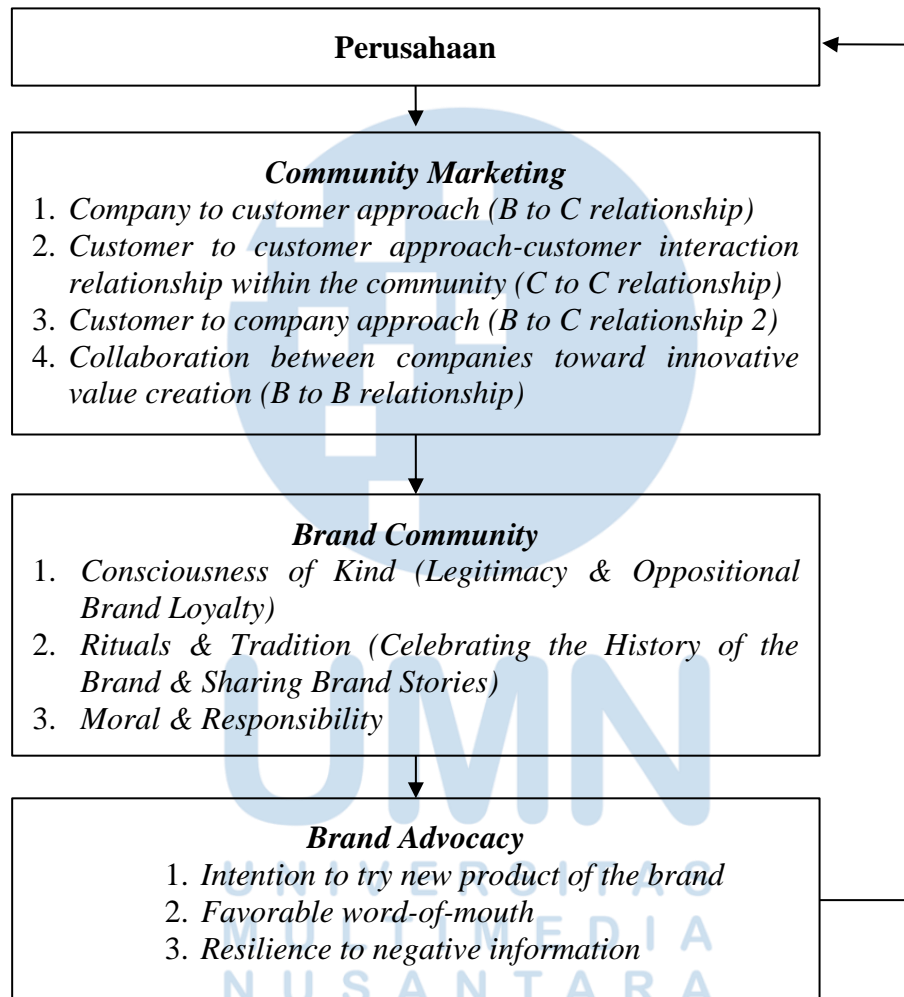 Perusahaan
Community Marketing
1. Company to customer approach (B to C relationship)
2. Customer to customer approach-customer interaction
relationship within the community (C to C relationship)
3. Customer to company approach (B to C relationship 2)
4. Collaboration between companies toward innovative
value creation (B to B relationship)
Brand Community
1. Consciousness of Kind (Legitimacy & Oppositional
Brand Loyalty)
2. Rituals & Tradition (Celebrating the History of the
Brand & Sharing Brand Stories)
3. Moral & Responsibility
UMN
Brand Advocacy
1. Intention to try new product of the brand
2. Favorable word-of-mouth
3. Resilience to negative information
UNIVERSITAS
MULTIMEDIA
NUSANTARA